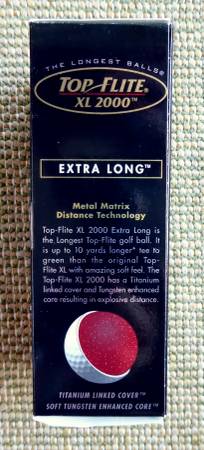 THE LONGEST BALLS®
TOP-FLITE®
XL 2000™
EXTRA LONG™
Metal Matrix
Distance Technology
Top-Flite XL 2000 Extra Long is
the Longest Top-Flite golf ball. It
is up to 10 yards longer* tee to
green than the original Top-
Flite XL with amazing soft feel. The
Top-Flite XL 2000 has a Titanium
linked cover and Tungsten enhanced
core resulting in explosive distance.
TITANIUM LINKED COVER™
SOFT TUNGSTEN ENHANCED CORE™